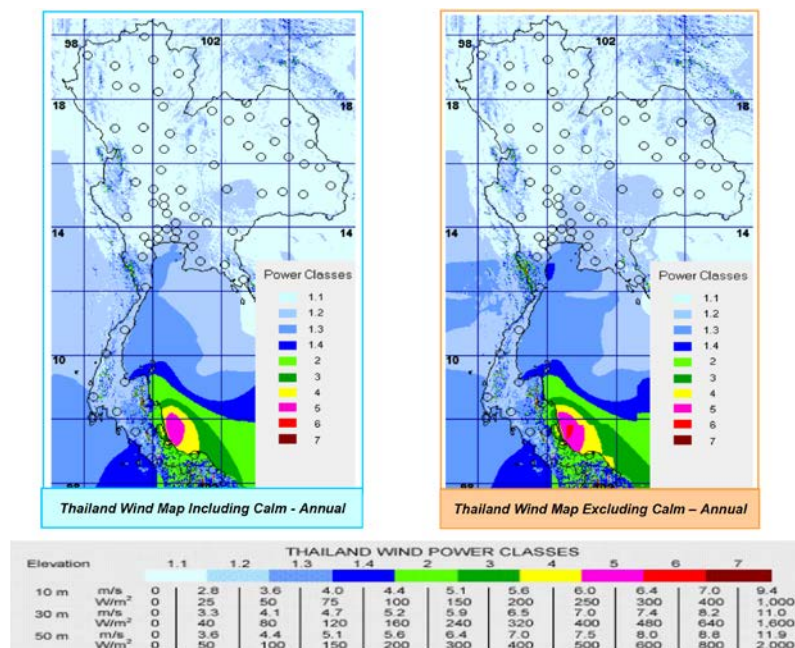 98
102
18
14
10
Power Classes
1.1
1.2
1.3
1.4
2
3
4
5
6
7
Thailand Wind Map Including Calm - Annual
98
102
18
14
10
Power Classes
1.1
1.2
1.3
1.4
2
3
4
5
6
7
Thailand Wind Map Excluding Calm – Annual
THAILAND WIND POWER CLASSES
Elevation 1.1 1.2 1.3 1.4 2 3 4 5 6 7
10 m m/s 0 2.8 3.6 4.0 4.4 5.1 5.6 6.0 6.4 7.0 9.4
W/m² 0 25 50 75 100 150 200 250 300 400 1,000
30 m m/s 0 3.3 4.1 4.7 5.2 5.9 6.5 7.0 7.4 8.2 11.0
W/m² 0 40 80 120 160 240 320 400 480 640 1,600
50 m m/s 0 3.6 4.4 5.1 5.6 6.4 7.0 7.5 8.0 8.8 11.9
W/m² 0 50 100 150 200 300 400 500 600 800 2,000